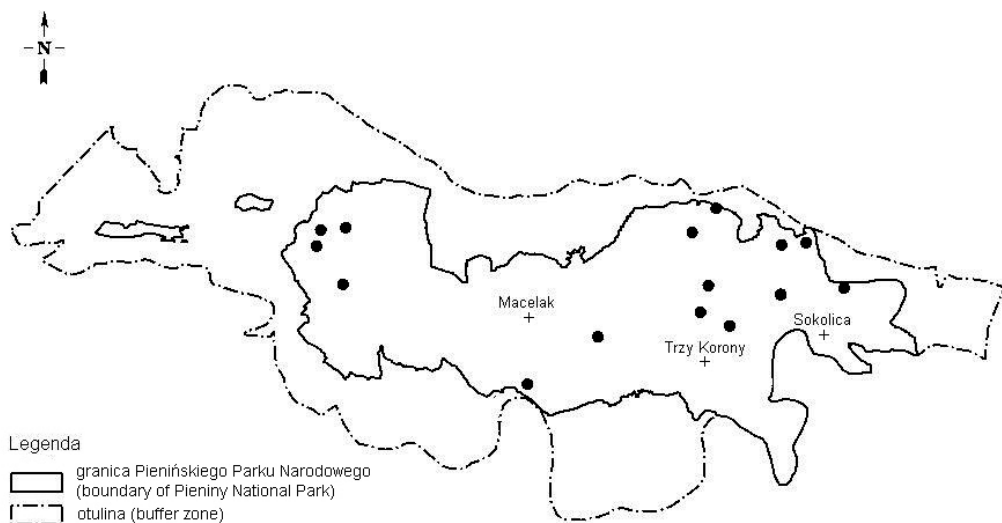 N
Macelak
Sokolica
Trzy Korony
Legenda
granica Pienińskiego Parku Narodowego
(boundary of Pieniny National Park)
otulina (buffer zone)